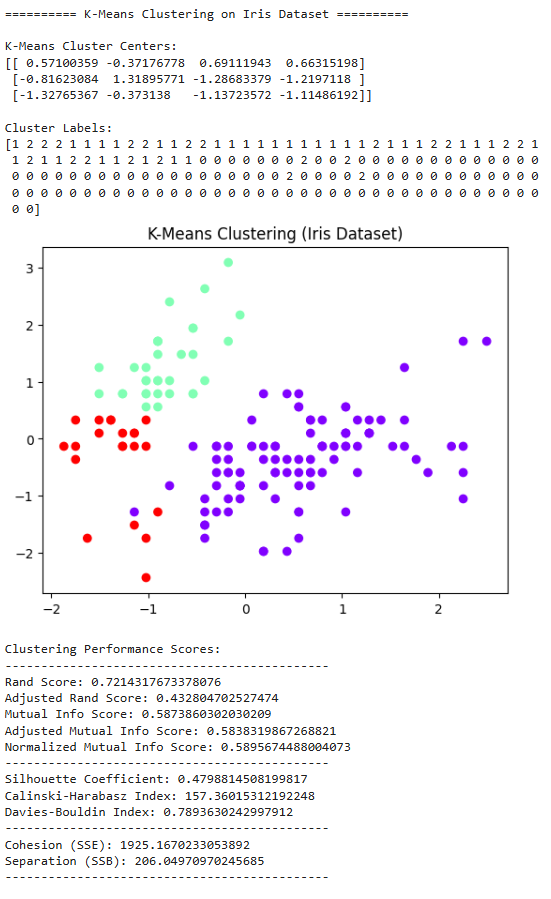 ========== K-Means Clustering on Iris Dataset ==========
K-Means Cluster Centers:
[[ 0.57100359 -0.37176778  0.69111943  0.66315198]
 [-0.81623084  1.31895771 -1.28683379 -1.2197118 ]
 [-1.32765367 -0.373138   -1.13723572 -1.11486192]]
Cluster Labels:
[1 2 2 2 1 1 1 1 2 2 1 1 2 2 1 1 1 1 1 1 1 1 1 1 1 2 1 1 1 2 2 1 1 1 2 2 1
 1 2 1 1 2 2 1 1 2 1 2 1 1 0 0 0 0 0 0 0 2 0 0 2 0 0 0 0 0 0 0 0 0 0 0 0 0
 0 0 0 0 0 0 0 0 0 0 0 0 0 0 0 0 0 0 0 2 0 0 0 0 2 0 0 0 0 0 0 0 0 0 0 0 0
 0 0 0 0 0 0 0 0 0 0 0 0 0 0 0 0 0 0 0 0 0 0 0 0 0 0 0 0 0 0 0 0 0 0 0 0 0
 0 0]
K-Means Clustering (Iris Dataset)
3
2
1
0
−1
−2
−2 −1 0 1 2
Clustering Performance Scores:
---------------------------------------------
Rand Score: 0.7214317673378076
Adjusted Rand Score: 0.432804702527474
Mutual Info Score: 0.5873860302030209
Adjusted Mutual Info Score: 0.5838319867268821
Normalized Mutual Info Score: 0.5895674488004073
---------------------------------------------
Silhouette Coefficient: 0.4798814508199817
Calinski-Harabasz Index: 157.36015312192248
Davies-Bouldin Index: 0.7893630242997912
---------------------------------------------
Cohesion (SSE): 1925.1670233053892
Separation (SSB): 206.04970970245685
---------------------------------------------